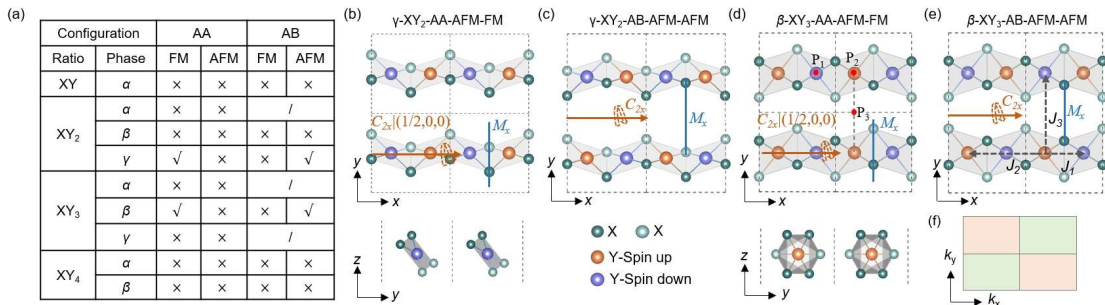 (a)
Configuration AA AB
Ratio Phase FM AFM FM AFM
XY α × × × ×
XY₂ α × × /
β × × × ×
γ √ × × √
XY₃ α × × /
β √ × × √
γ × × /
XY₄ α × × × ×
β × × × ×
(b) γ-XY₂-AA-AFM-FM
C₂ₓ|(1/2,0,0)
Mₓ
y
x
z
y
(c) γ-XY₂-AB-AFM-AFM
C₂ₓ
Mₓ
y
x
X X
Y-Spin up
Y-Spin down
(d) β-XY₃-AA-AFM-FM
P₁ P₂
P₃
C₂ₓ|(1/2,0,0)
Mₓ
y
x
z
y
(e) β-XY₃-AB-AFM-AFM
C₂ₓ
Mₓ
J₃
J₂ J₁
y
x
(f)
k_y
kₓ